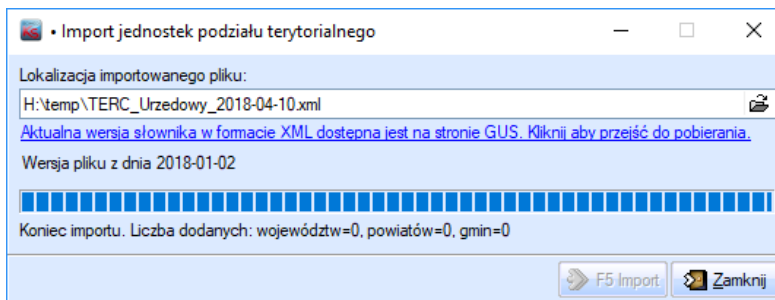 • Import jednostek podziału terytorialnego
Lokalizacja importowanego pliku:
H:\temp\TERC_Urzedowy_2018-04-10.xml
Aktualna wersja słownika w formacie XML dostępna jest na stronie GUS. Kliknij aby przejść do pobierania.
Wersja pliku z dnia 2018-01-02
Koniec importu. Liczba dodanych: województw=0, powiatów=0, gmin=0
F5 Import Zamknij